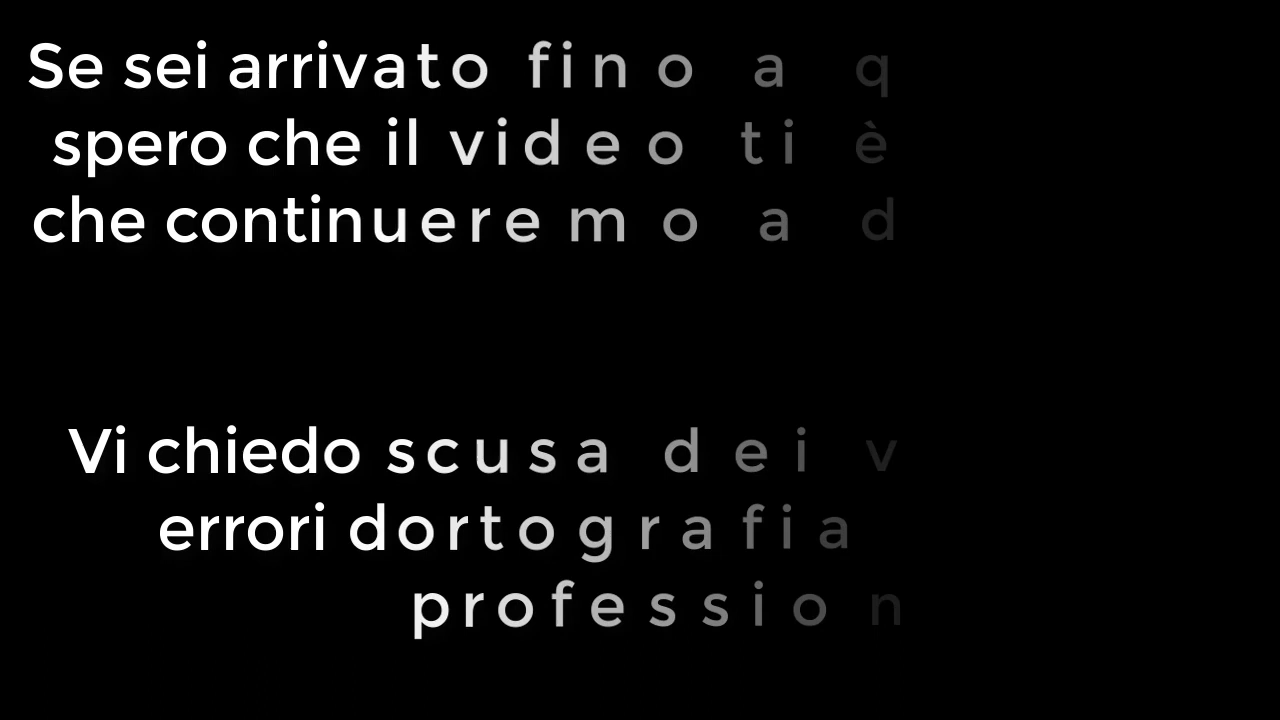 Se sei arrivato fino a q
spero che il video ti è
che continueremo a d
Vi chiedo scusa dei v
errori dortografia
profession